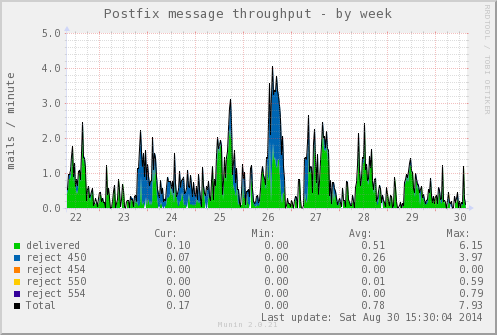 Postfix message throughput - by week
RRDTOOL / TOBI OETIKER
mails / minute
5.0
4.0
3.0
2.0
1.0
0.0
22 23 24 25 26 27 28 29 30
Cur: Min: Avg: Max:
delivered 0.10 0.00 0.51 6.15
reject 450 0.07 0.00 0.26 3.97
reject 454 0.00 0.00 0.00 0.00
reject 550 0.00 0.00 0.01 0.59
reject 554 0.00 0.00 0.00 0.79
Total 0.17 0.00 0.78 7.93
Last update: Sat Aug 30 15:30:04 2014
Munin 2.0.21